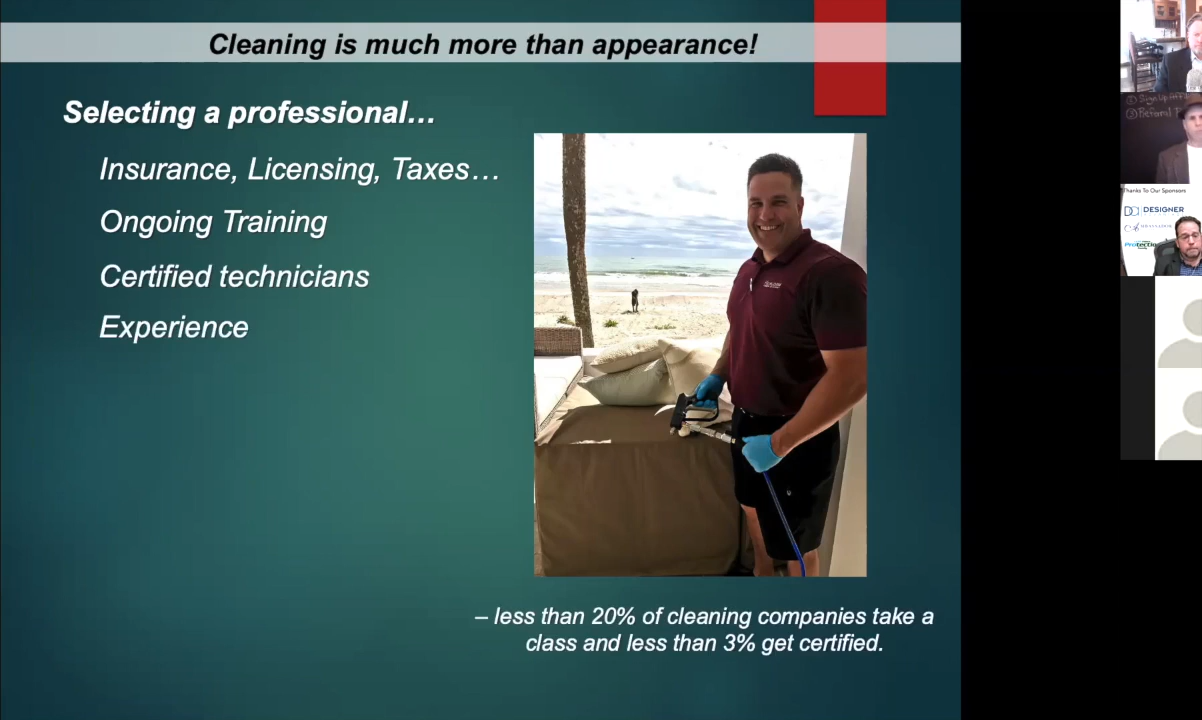 Cleaning is much more than appearance!
Selecting a professional…
Insurance, Licensing, Taxes…
Ongoing Training
Certified technicians
Experience
– less than 20% of cleaning companies take a
class and less than 3% get certified.
Thanks To Our Sponsors
DESIGNER